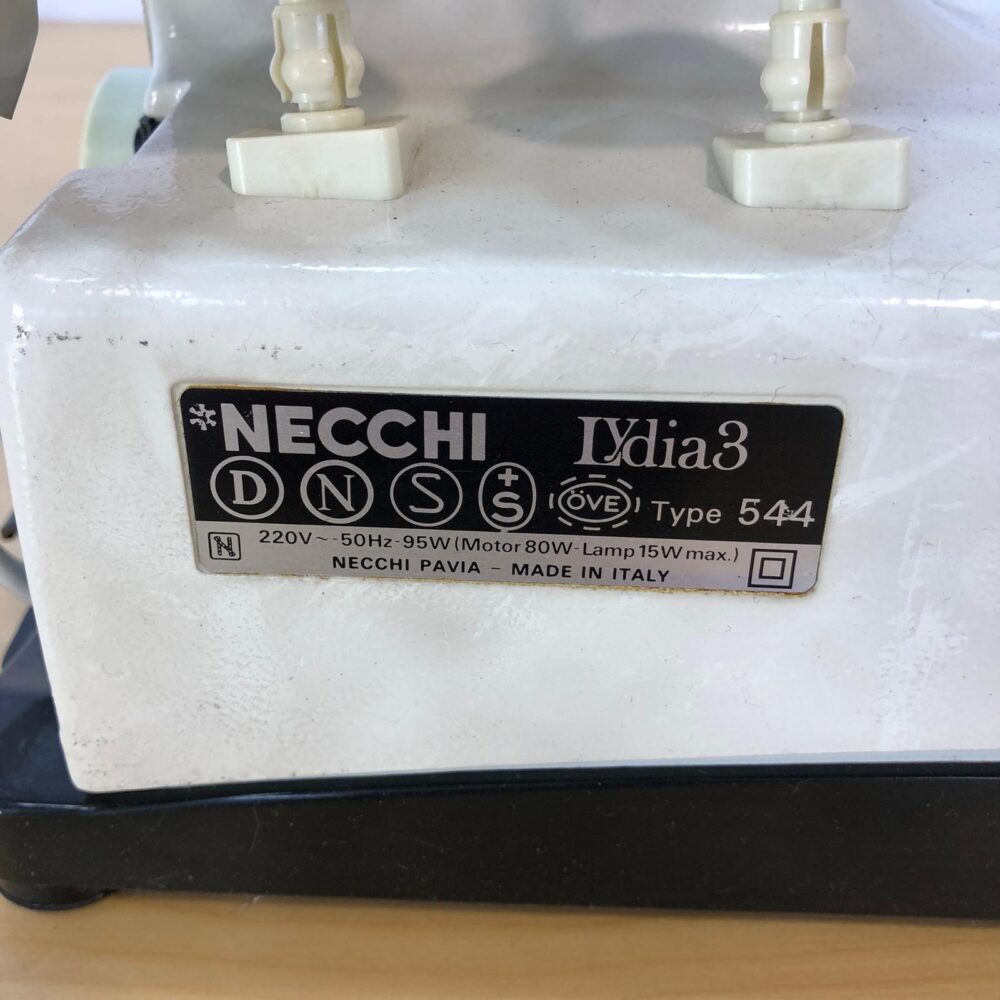 *NECCHI Lydia3
D N S +S ÖVE Type 544
N 220V~-50Hz-95W (Motor 80W-Lamp 15W max.)
NECCHI PAVIA - MADE IN ITALY